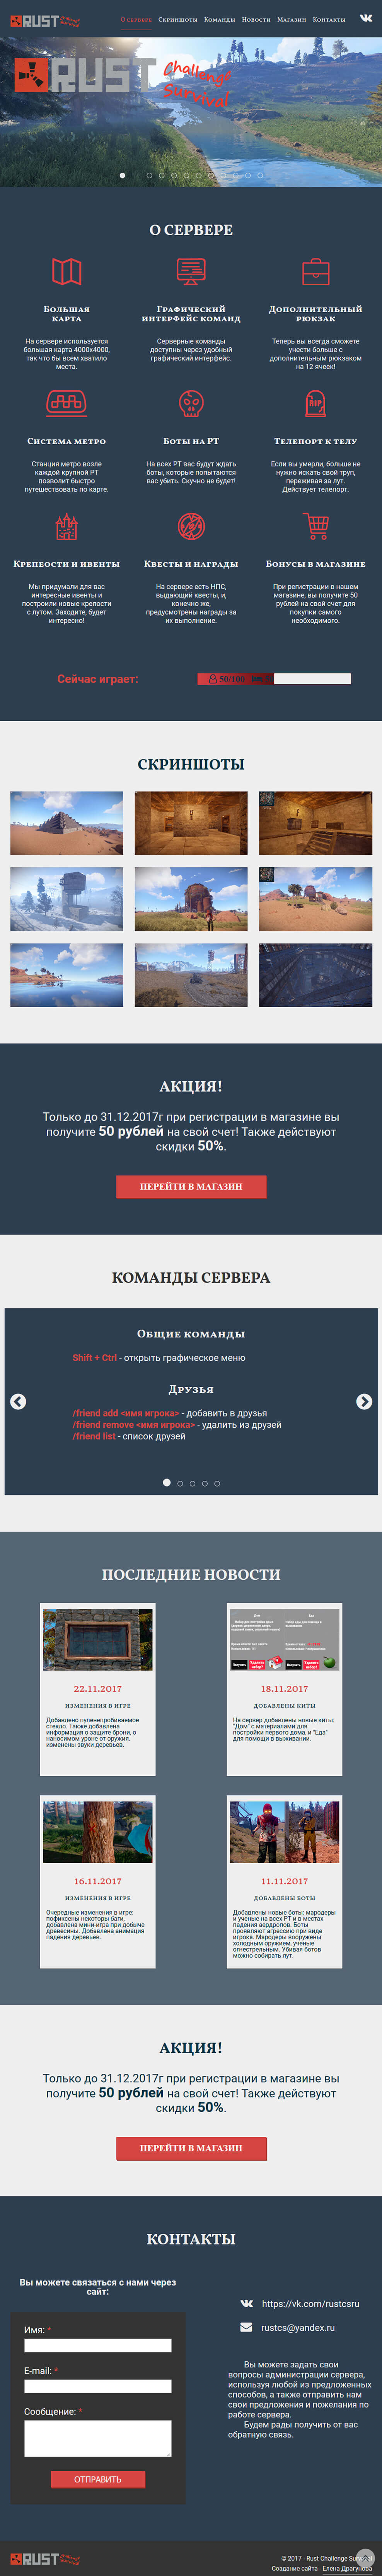 RUST Challenge Survival
О сервере Скриншоты Команды Новости Магазин Контакты
RUST Challenge Survival
О СЕРВЕРЕ
Большая
карта
На сервере используется
большая карта 4000x4000,
так что бы всем хватило
места.
Графический
интерфейс команд
Серверные команды
доступны через удобный
графический интерфейс.
Дополнительный
рюкзак
Теперь вы всегда сможете
унести больше с
дополнительным рюкзаком
на 12 ячеек!
Система метро
Станция метро возле
каждой крупной РТ
позволит быстро
путешествовать по карте.
Боты на РТ
На всех РТ вас будут ждать
боты, которые попытаются
вас убить. Скучно не будет!
RIP
Телепорт к телу
Если вы умерли, больше не
нужно искать свой труп,
переживая за лут.
Действует телепорт.
Крепеости и ивенты
Мы придумали для вас
интересные ивенты и
построили новые крепости
с лутом. Заходите, будет
интересно!
Квесты и награды
На сервере есть НПС,
выдающий квесты, и,
конечно же,
предусмотрены награды за
их выполнение.
Бонусы в магазине
При регистрации в нашем
магазине, вы получите 50
рублей на свой счет для
покупки самого
необходимого.
Сейчас играет:
50/100
СКРИНШОТЫ
АКЦИЯ!
Только до 31.12.2017г при регистрации в магазине вы
получите 50 рублей на свой счет! Также действуют
скидки 50%.
ПЕРЕЙТИ В МАГАЗИН
КОМАНДЫ СЕРВЕРА
Общие команды
Shift + Ctrl - открыть графическое меню
Друзья
/friend add <имя игрока> - добавить в друзья
/friend remove <имя игрока> - удалить из друзей
/friend list - список друзей
ПОСЛЕДНИЕ НОВОСТИ
22.11.2017
изменения в игре
Добавлено пуленепробиваемое
стекло. Также добавлена
информация о защите брони, о
наносимом уроне от оружия.
изменены звуки деревьев.
18.11.2017
добавлены киты
На сервер добавлены новые киты:
"Дом" с материалами для
постройки первого дома, и "Еда"
для помощи в выживании.
16.11.2017
изменения в игре
Очередные изменения в игре:
пофиксены некоторы баги,
добавлена мини-игра при добыче
древесины. Добавлена анимация
падения деревьев.
11.11.2017
добавлены боты
Добавлены новые боты: мародеры
и ученые на всех РТ и в местах
падения аердропов. Боты
проявляют агрессию при виде
игрока. Мародеры вооружены
холодным оружием, ученые
огнестрельным. Убивая ботов
можно собирать лут.
АКЦИЯ!
Только до 31.12.2017г при регистрации в магазине вы
получите 50 рублей на свой счет! Также действуют
скидки 50%.
ПЕРЕЙТИ В МАГАЗИН
КОНТАКТЫ
Вы можете связаться с нами через
сайт:
Имя: *
E-mail: *
Сообщение: *
ОТПРАВИТЬ
https://vk.com/rustcsru
rustcs@yandex.ru
Вы можете задать свои
вопросы администрации сервера,
используя любой из предложенных
способов, а также отправить нам
свои предложения и пожелания по
работе сервера.
Будем рады получить от вас
обратную связь.
RUST Challenge Survival
© 2017 - Rust Challenge Survival
Создание сайта - Елена Драгунова